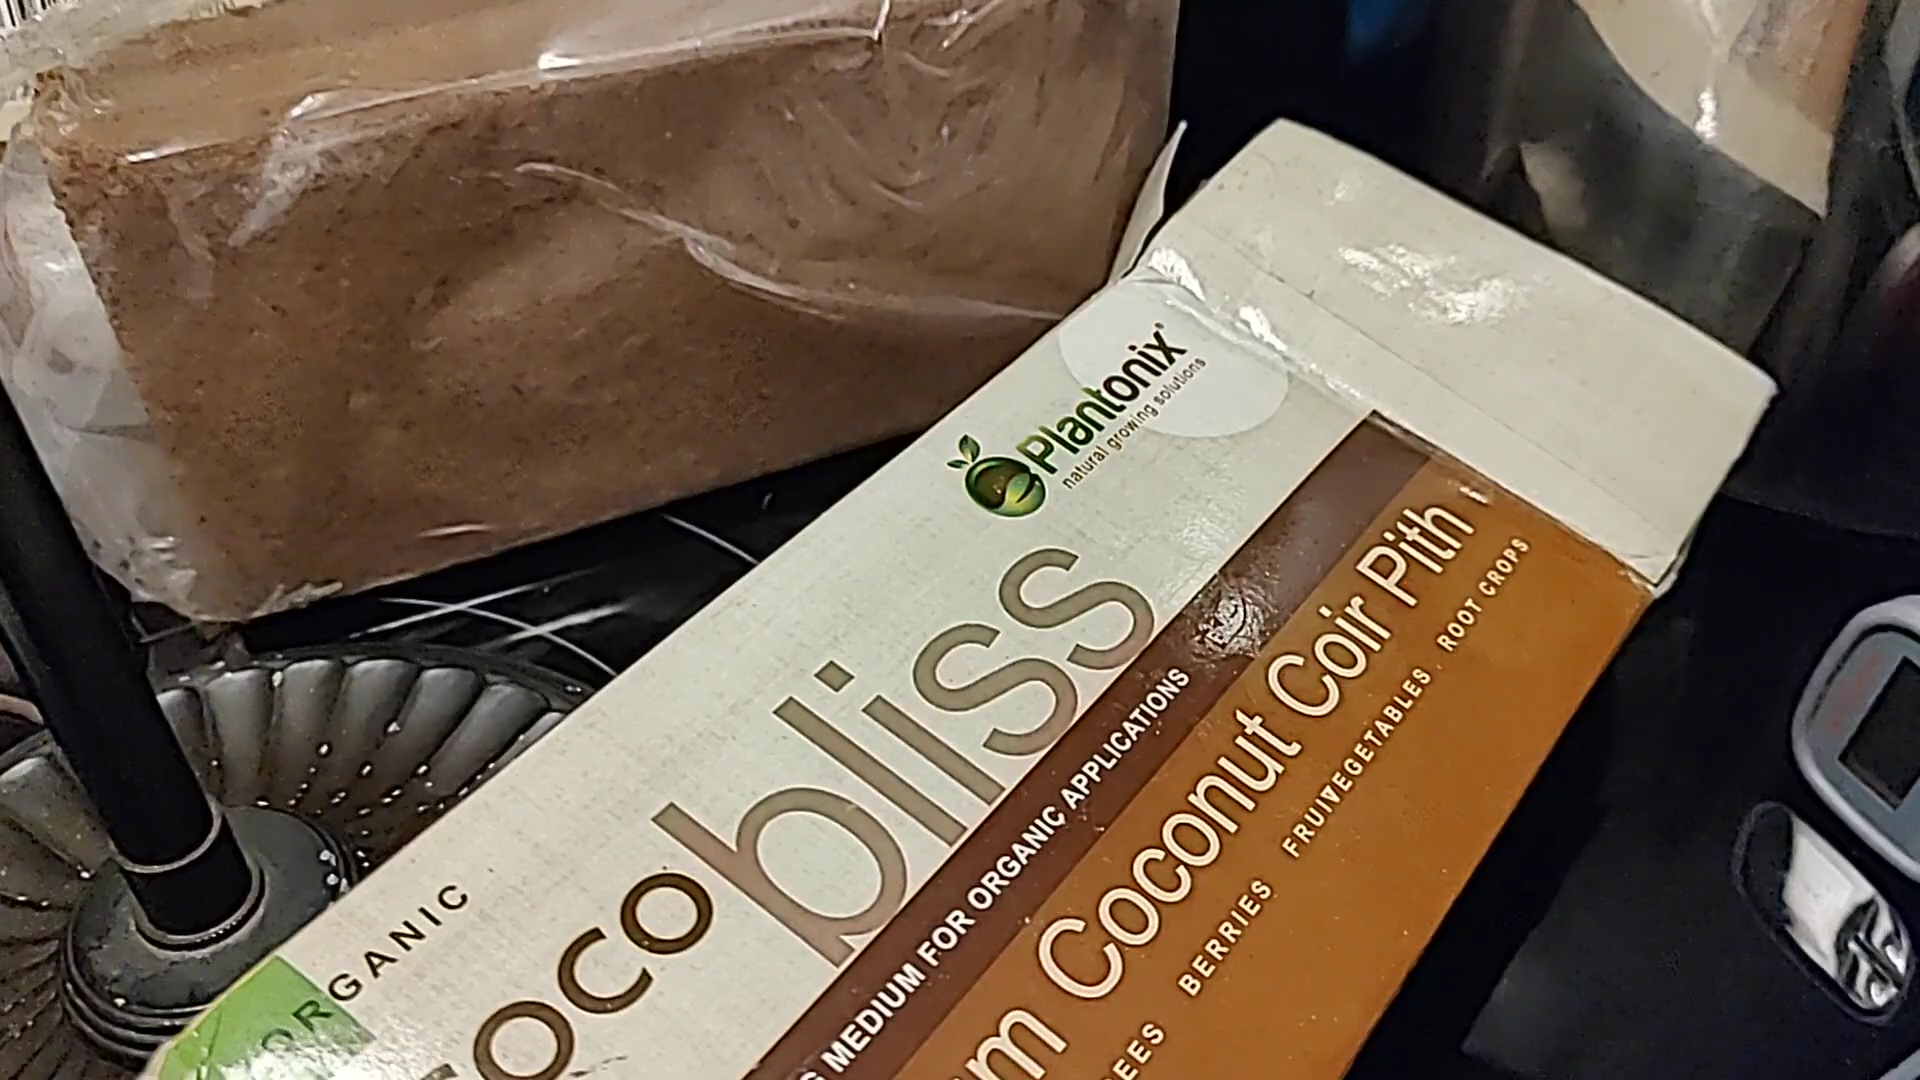 Plantonix®
natural growing solutions
ORGANIC
coco bliss
MEDIUM FOR ORGANIC APPLICATIONS
Coconut Coir Pith
BERRIES FRUIVEGETABLES . ROOT CROPS